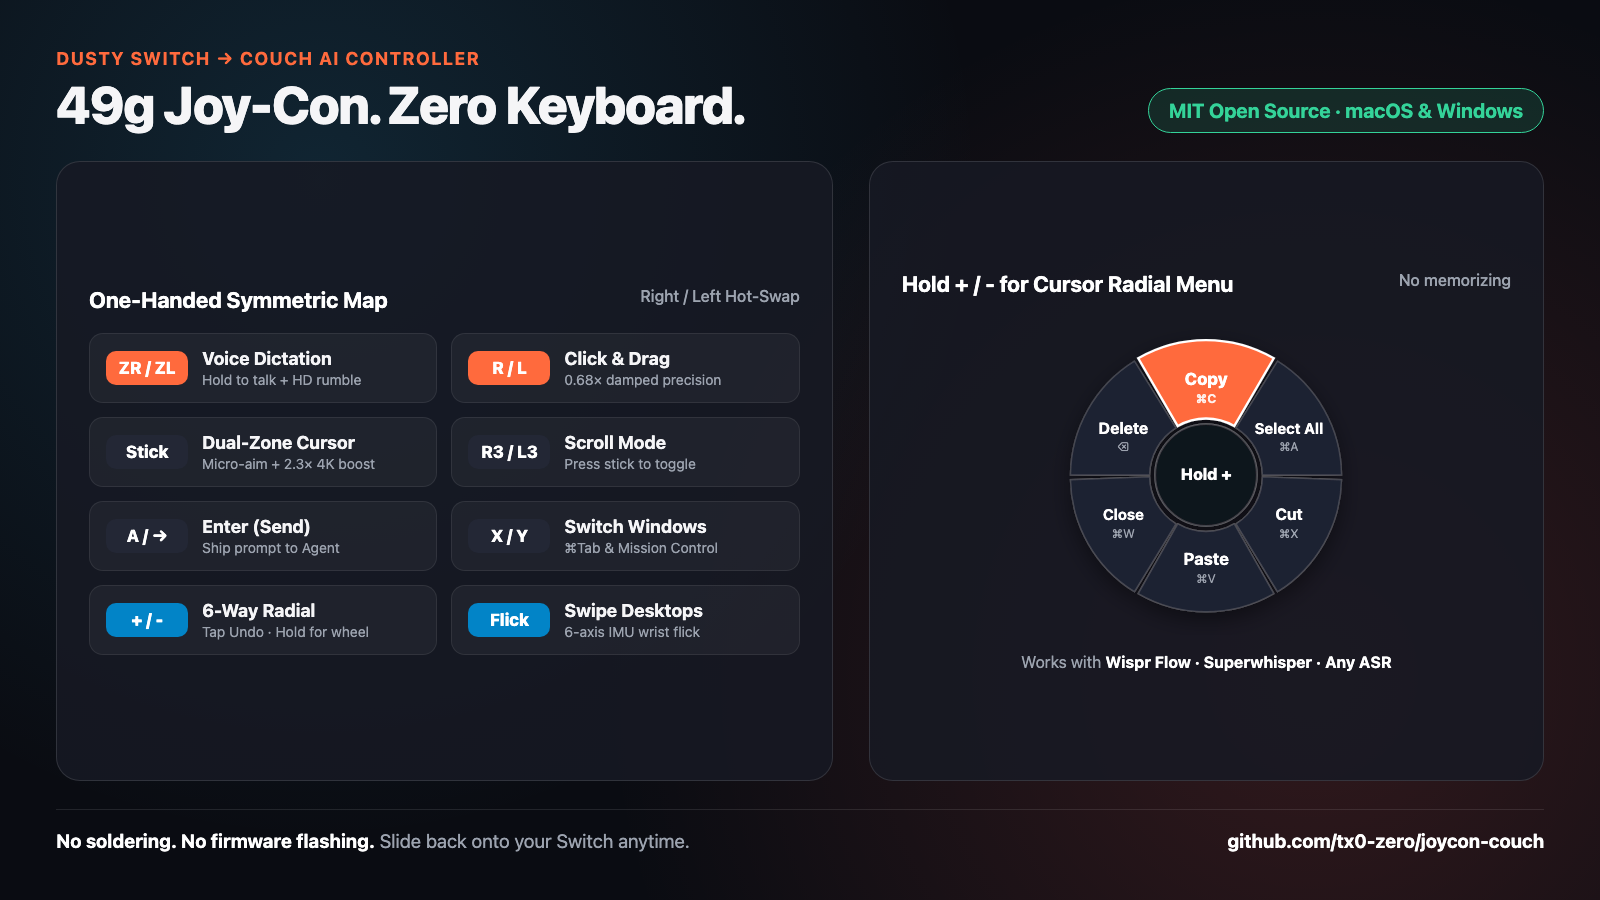 DUSTY SWITCH → COUCH AI CONTROLLER
49g Joy-Con. Zero Keyboard.
MIT Open Source · macOS & Windows
One-Handed Symmetric Map
Right / Left Hot-Swap
ZR / ZL
Voice Dictation
Hold to talk + HD rumble
R / L
Click & Drag
0.68× damped precision
Stick
Dual-Zone Cursor
Micro-aim + 2.3× 4K boost
R3 / L3
Scroll Mode
Press stick to toggle
A / →
Enter (Send)
Ship prompt to Agent
X / Y
Switch Windows
⌘Tab & Mission Control
+ / -
6-Way Radial
Tap Undo · Hold for wheel
Flick
Swipe Desktops
6-axis IMU wrist flick
Hold + / - for Cursor Radial Menu
No memorizing
Copy
⌘C
Select All
⌘A
Cut
⌘X
Paste
⌘V
Close
⌘W
Delete
⌫
Hold +
Works with Wispr Flow · Superwhisper · Any ASR
No soldering. No firmware flashing. Slide back onto your Switch anytime.
github.com/tx0-zero/joycon-couch